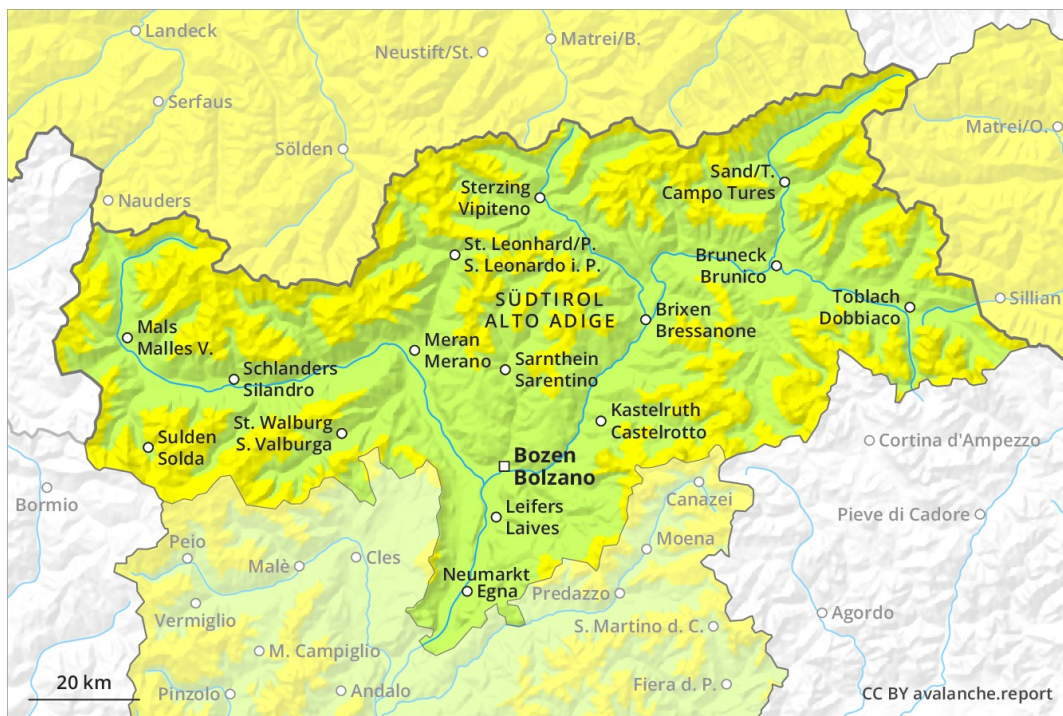 Landeck
Neustift/St.
Matrei/B.
Serfaus
Sölden
Matrei/O.
Nauders
Sterzing
Vipiteno
Sand/T.
Campo Tures
St. Leonhard/P.
S. Leonardo i. P.
Bruneck
Brunico
SÜDTIROL
ALTO ADIGE
Toblach
Dobbiaco
Sillian
Brixen
Bressanone
Mals
Malles V.
Meran
Merano
Schlanders
Silandro
Sarnthein
Sarentino
St. Walburg
S. Valburga
Kastelruth
Castelrotto
Sulden
Solda
Bozen
Bolzano
Cortina d'Ampezzo
Bormio
Canazei
Leifers
Laives
Pieve di Cadore
Peio
Malè
Cles
Moena
Neumarkt
Egna
Predazzo
Vermiglio
Agordo
S. Martino d. C.
M. Campiglio
20 km
Pinzolo
Andalo
Fiera d. P.
CC BY avalanche.report